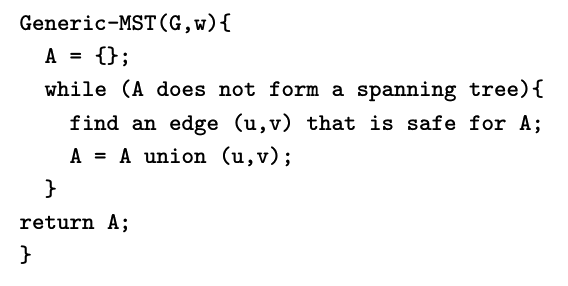 Generic-MST(G,w){
A = {};
while (A does not form a spanning tree){
find an edge (u,v) that is safe for A;
A = A union (u,v);
}
return A;
}